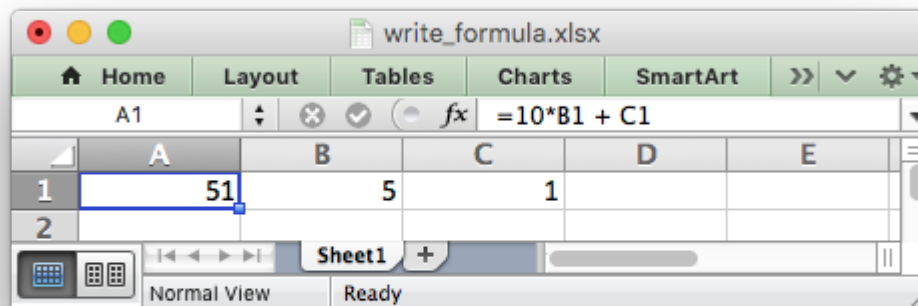 write_formula.xlsx
Home Layout Tables Charts SmartArt
A1 fx =10*B1 + C1
A B C D E
1 51 5 1
2
Sheet1 +
Normal View Ready